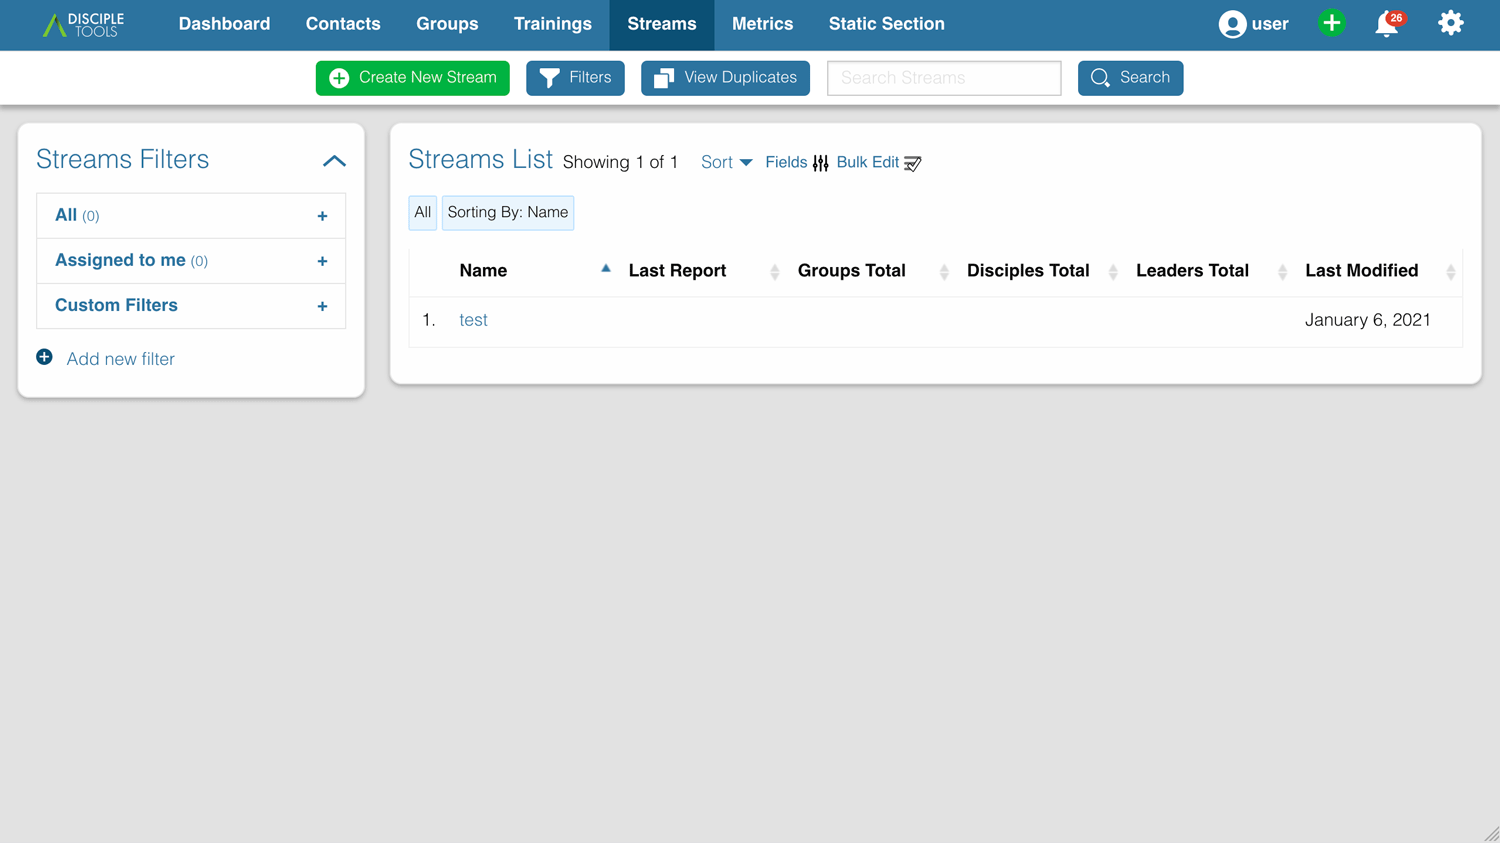 DISCIPLE TOOLS
Dashboard Contacts Groups Trainings Streams Metrics Static Section user 26
Create New Stream Filters View Duplicates Search Streams Search
Streams Filters
All (0) +
Assigned to me (0) +
Custom Filters +
Add new filter
Streams List Showing 1 of 1 Sort Fields Bulk Edit
All Sorting By: Name
Name Last Report Groups Total Disciples Total Leaders Total Last Modified
1. test January 6, 2021